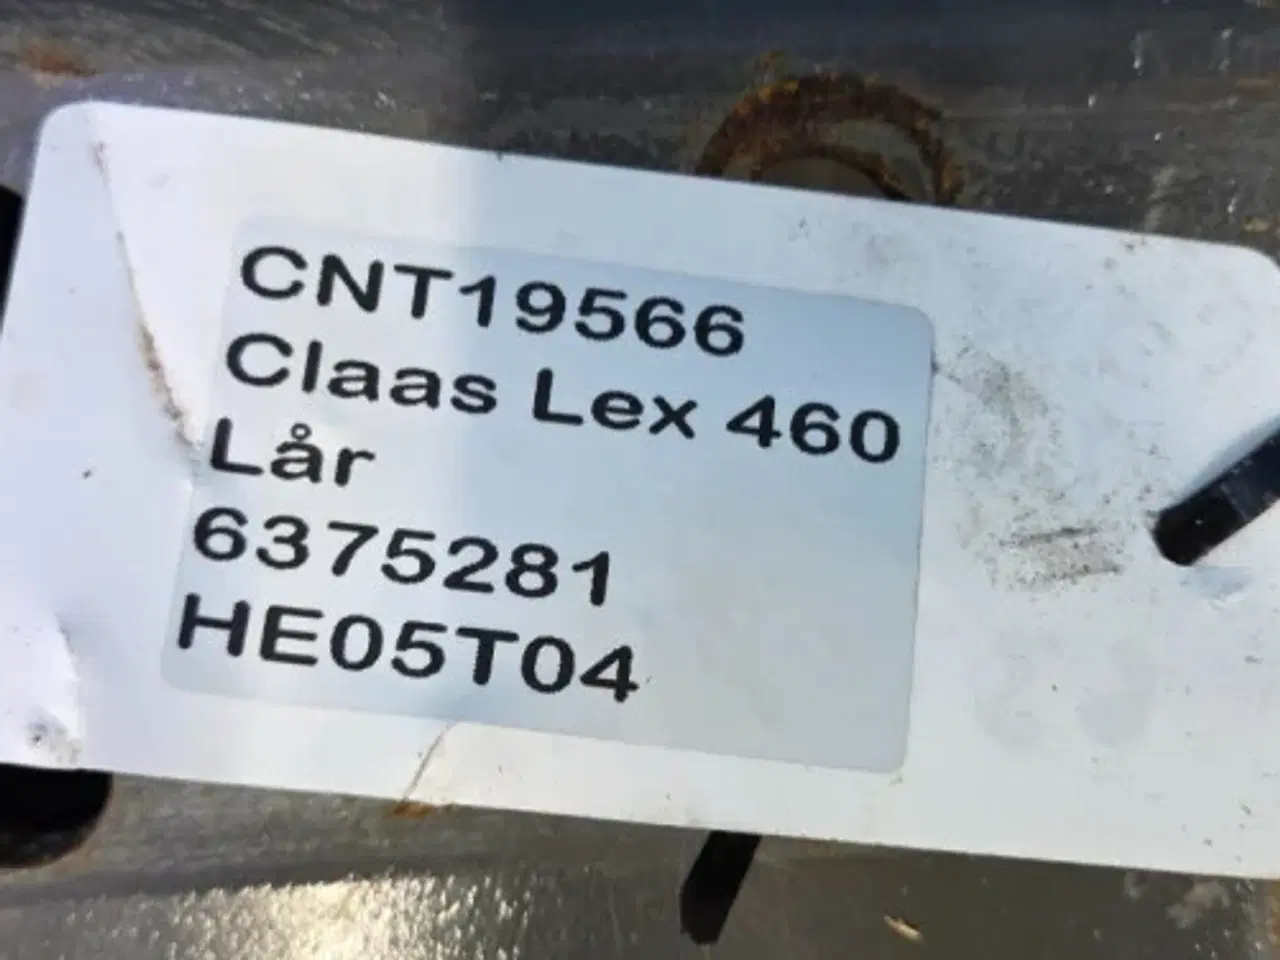 CNT19566
Claas Lex 460
Lår
6375281
HE05T04